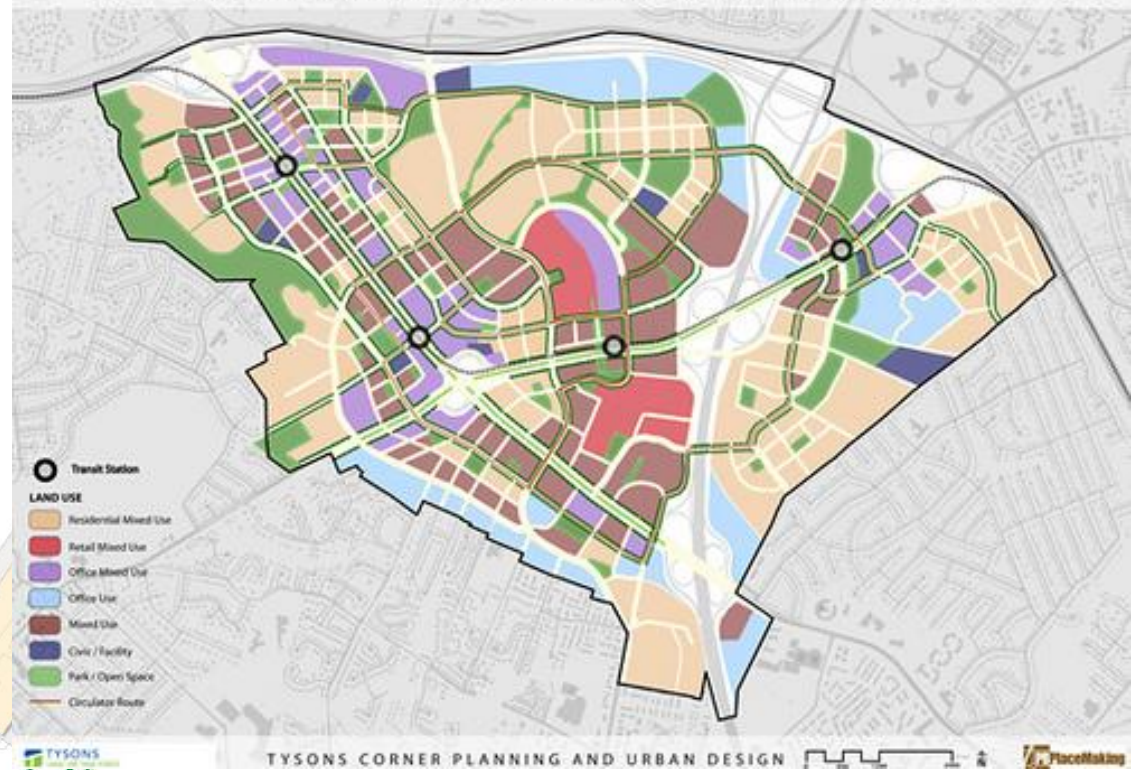 Transit Station
LAND USE
Residential Mixed Use
Retail Mixed Use
Office Mixed Use
Office Use
Mixed Use
Civic / Facility
Park / Open Space
Circulator Route
TYSONS
TYSONS CORNER PLANNING AND URBAN DESIGN
PlaceMaking